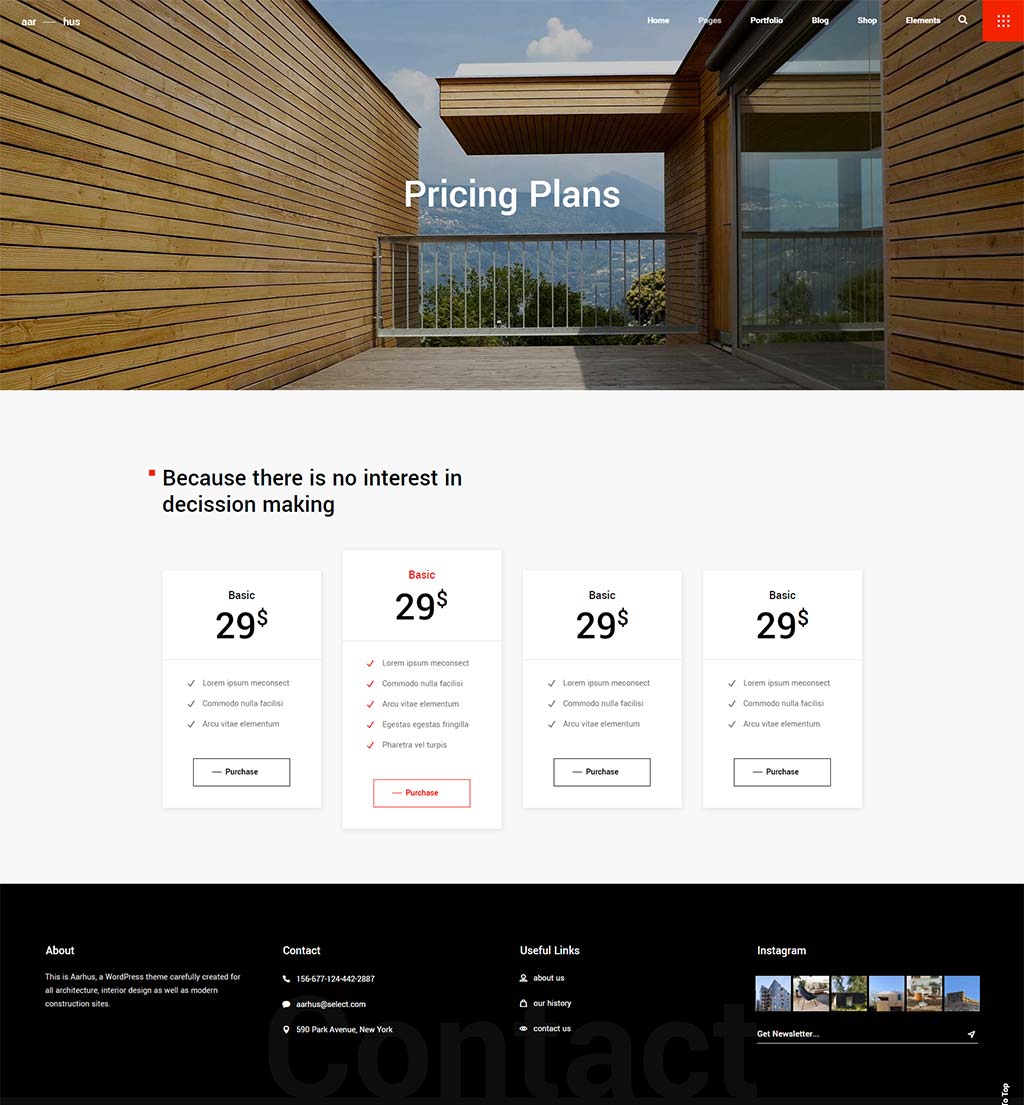 aar — hus
Home Pages Portfolio Blog Shop Elements
Pricing Plans
Because there is no interest in
decission making
Basic
29$
Lorem ipsum meconsect
Commodo nulla facilisi
Arcu vitae elementum
— Purchase
Basic
29$
Lorem ipsum meconsect
Commodo nulla facilisi
Arcu vitae elementum
Egestas egestas fringilla
Pharetra vel turpis
— Purchase
Basic
29$
Lorem ipsum meconsect
Commodo nulla facilisi
Arcu vitae elementum
— Purchase
Basic
29$
Lorem ipsum meconsect
Commodo nulla facilisi
Arcu vitae elementum
— Purchase
About
This is Aarhus, a WordPress theme carefully created for
all architecture, interior design as well as modern
construction sites.
Contact
156-677-124-442-2887
aarhus@select.com
590 Park Avenue, New York
Useful Links
about us
our history
contact us
Instagram
Get Newsletter...
Contact
To Top